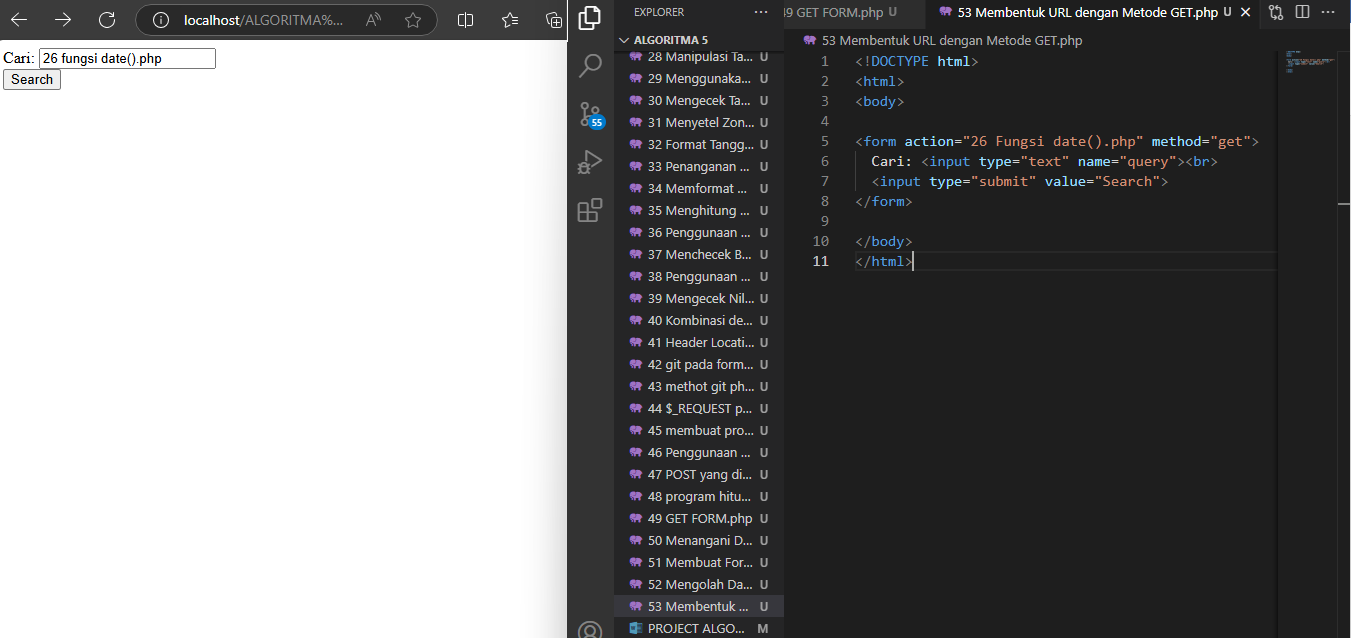 localhost/ALGORITMA%...
Cari: 26 fungsi date().php
Search
55
EXPLORER
ALGORITMA 5
28 Manipulasi Ta... U
29 Menggunaka... U
30 Mengecek Ta... U
31 Menyetel Zon... U
32 Format Tangg... U
33 Penanganan ... U
34 Memformat ... U
35 Menghitung ... U
36 Penggunaan ... U
37 Menchecek B... U
38 Penggunaan ... U
39 Mengecek Nil... U
40 Kombinasi de... U
41 Header Locati... U
42 git pada form... U
43 methot git ph... U
44 $_REQUEST p... U
45 membuat pro... U
46 Penggunaan ... U
47 POST yang di... U
48 program hitu... U
49 GET FORM.php U
50 Menangani D... U
51 Membuat For... U
52 Mengolah Da... U
53 Membentuk ... U
PROJECT ALGO... M
49 GET FORM.php U
53 Membentuk URL dengan Metode GET.php U
53 Membentuk URL dengan Metode GET.php
1 <!DOCTYPE html>
2 <html>
3 <body>
4
5 <form action="26 Fungsi date().php" method="get">
6 Cari: <input type="text" name="query"><br>
7 <input type="submit" value="Search">
8 </form>
9
10 </body>
11 </html>